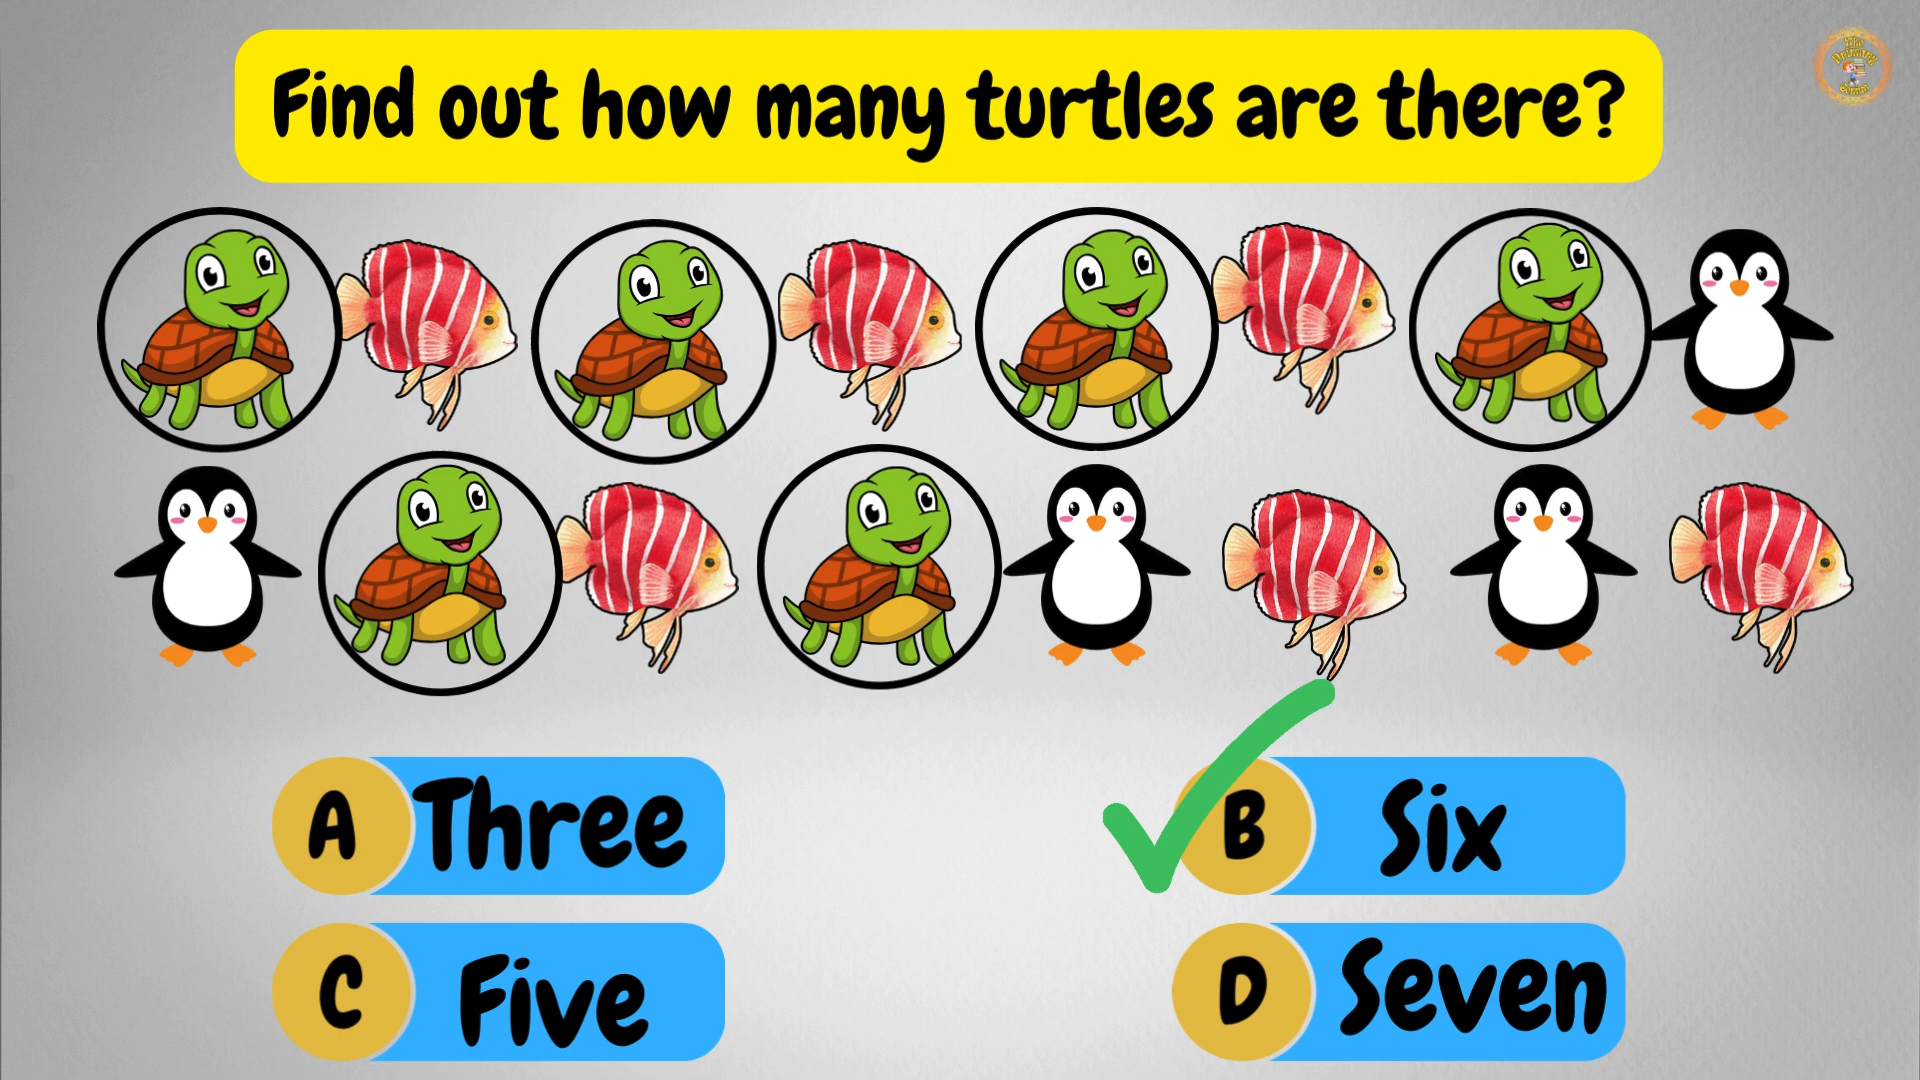 Find out how many turtles are there?
A Three
B Six
C Five
D Seven